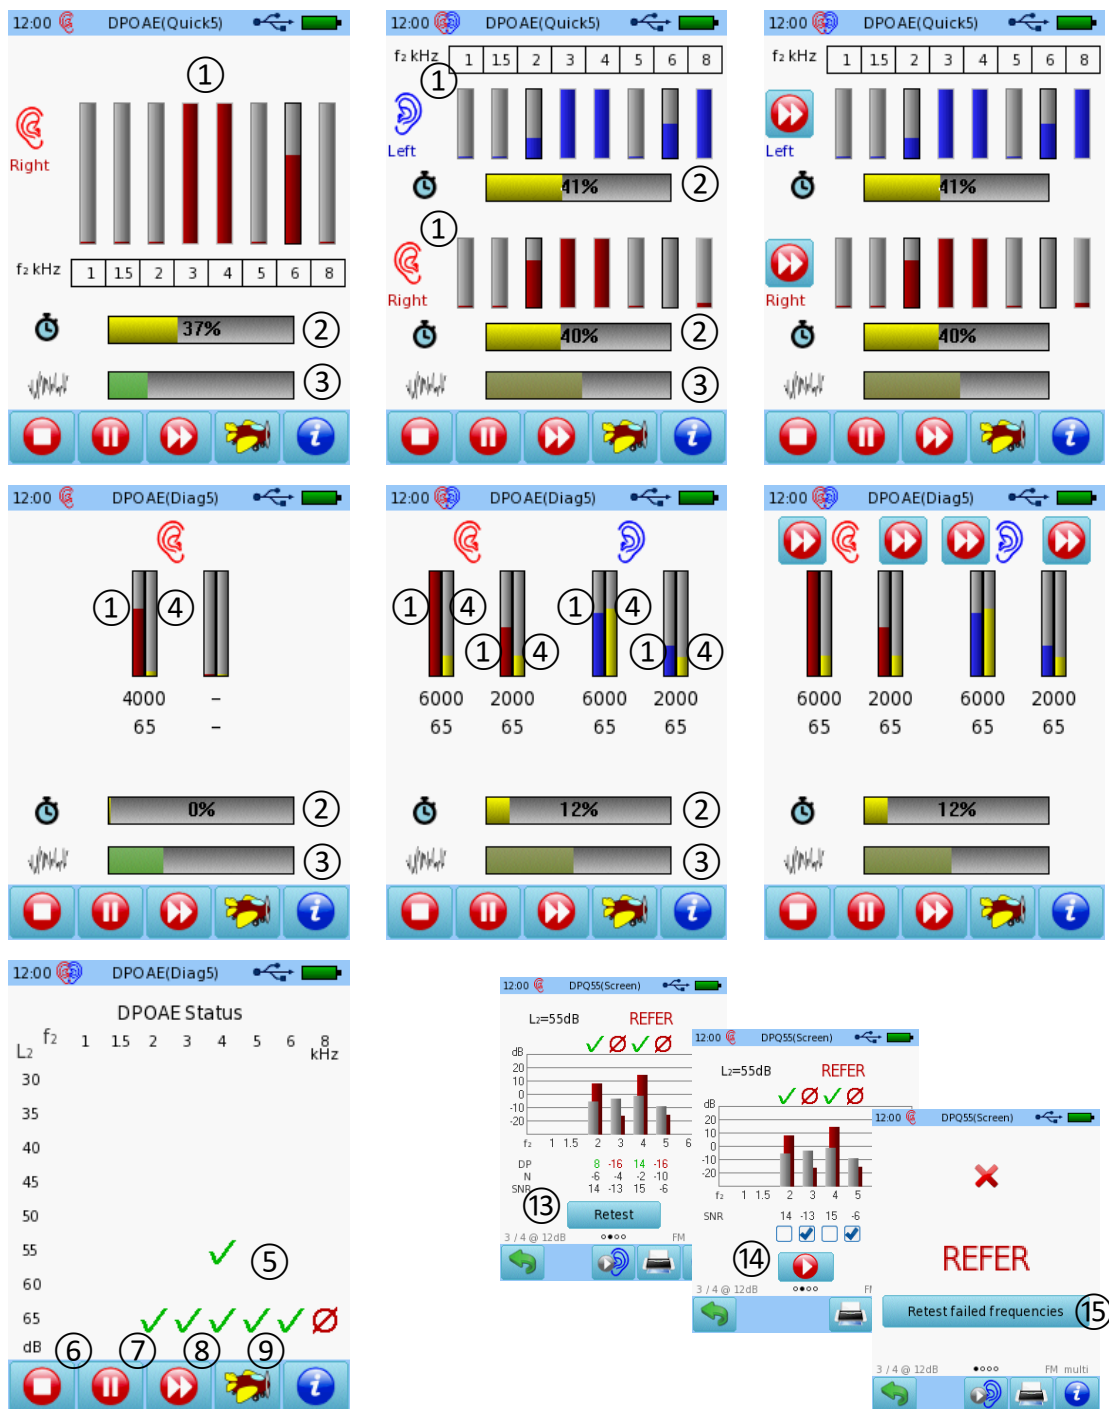 12:00 DPOAE(Quick5)
①
Right
f₂ kHz 1 1.5 2 3 4 5 6 8
37% ②
③
12:00 DPOAE(Quick5)
f₂ kHz 1 1.5 2 3 4 5 6 8
①
Left
41% ②
①
Right
40% ②
③
12:00 DPOAE(Quick5)
f₂ kHz 1 1.5 2 3 4 5 6 8
Left
41%
Right
40%
12:00 DPOAE(Diag5)
① ④
4000 –
65 –
0% ②
③
12:00 DPOAE(Diag5)
① ④ ① ④
① ④ ① ④
6000 2000 6000 2000
65 65 65 65
12% ②
③
12:00 DPOAE(Diag5)
6000 2000 6000 2000
65 65 65 65
12%
12:00 DPOAE(Diag5)
DPOAE Status
f₂ 1 1.5 2 3 4 5 6 8
L₂ kHz
30
35
40
45
50
55 ⑤
60
65
dB
⑥ ⑦ ⑧ ⑨
12:00 DPQ55(Screen)
L₂=55dB REFER
dB
20
10
0
-10
-20
f₂ 1 1.5 2 3 4 5 6
DP 8 -16 14 -16
N -6 -4 -2 -10
SNR 14 -13 15 -6
⑬ Retest
3 / 4 @ 12dB FM
12:00 DPQ55(Screen)
L₂=55dB REFER
dB
20
10
0
-10
-20
f₂ 1 1.5 2 3 4 5
SNR 14 -13 15 -6
⑭
3 / 4 @ 12dB
12:00 DPQ55(Screen)
REFER
Retest failed frequencies ⑮
3 / 4 @ 12dB FM multi